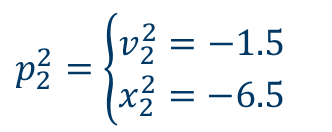 p₂² = { v₂² = −1.5
x₂² = −6.5